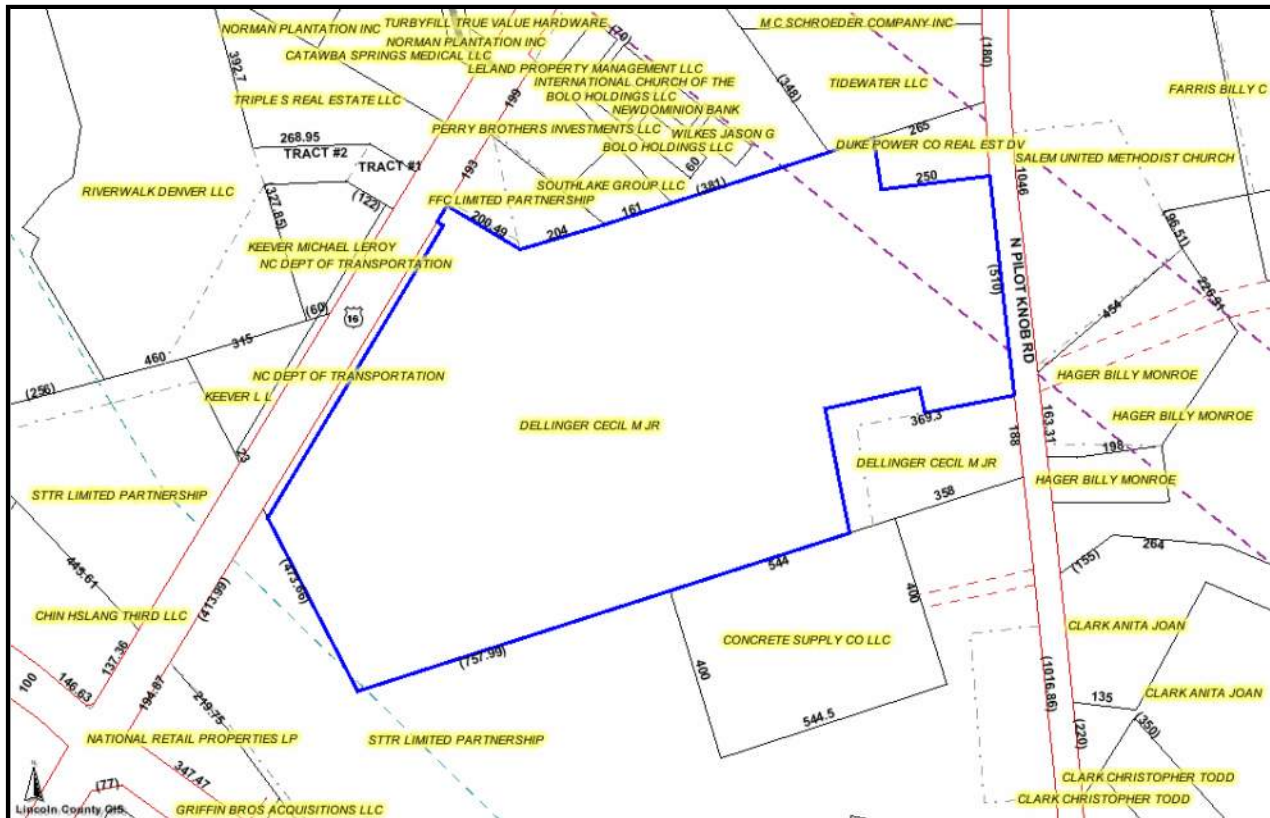 NORMAN PLANTATION INC
TURBYFILL TRUE VALUE HARDWARE
NORMAN PLANTATION INC
CATAWBA SPRINGS MEDICAL LLC
LELAND PROPERTY MANAGEMENT LLC
INTERNATIONAL CHURCH OF THE
BOLO HOLDINGS LLC
NEWDOMINION BANK
TRIPLE S REAL ESTATE LLC
PERRY BROTHERS INVESTMENTS LLC
WILKES JASON G
BOLO HOLDINGS LLC
M C SCHROEDER COMPANY INC
TIDEWATER LLC
FARRIS BILLY C
(70)
(180)
(348)
392.7
199
265
268.95
TRACT #2
TRACT #1
193
60
DUKE POWER CO REAL EST DV
SALEM UNITED METHODIST CHURCH
1046
250
RIVERWALK DENVER LLC
(327.85)
(122)
SOUTHLAKE GROUP LLC
FFC LIMITED PARTNERSHIP
(381)
161
204
200.49
KEEVER MICHAEL LEROY
NC DEPT OF TRANSPORTATION
(60)
16
(510)
N PILOT KNOB RD
(96.51)
226.91
454
315
460
(256)
NC DEPT OF TRANSPORTATION
KEEVER L L
23
HAGER BILLY MONROE
HAGER BILLY MONROE
163.31
188
198
HAGER BILLY MONROE
DELLINGER CECIL M JR
369.3
DELLINGER CECIL M JR
358
STTR LIMITED PARTNERSHIP
445.61
(473.66)
(413.99)
544
400
264
(155)
CHIN HSLANG THIRD LLC
137.36
146.63
100
194.87
219.75
(757.99)
CONCRETE SUPPLY CO LLC
400
544.5
CLARK ANITA JOAN
CLARK ANITA JOAN
(1016.86)
135
(220)
(350)
NATIONAL RETAIL PROPERTIES LP
STTR LIMITED PARTNERSHIP
347.47
(77)
CLARK CHRISTOPHER TODD
CLARK CHRISTOPHER TODD
GRIFFIN BROS ACQUISITIONS LLC
N
Lincoln County GIS